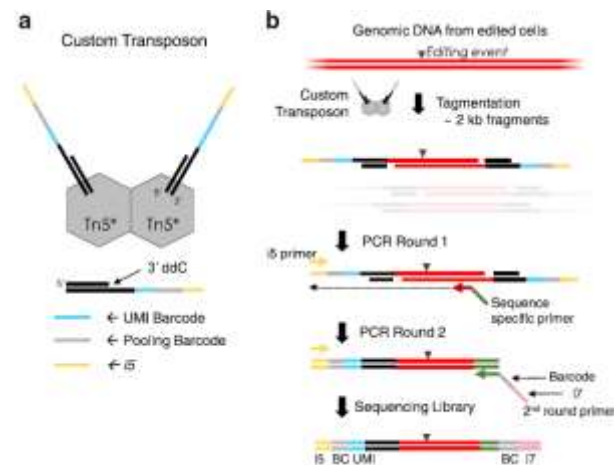 a
Custom Transposon
Tn5*
Tn5*
5'
3'
3' ddC
5'
← UMI Barcode
← Pooling Barcode
← i5
b
Genomic DNA from edited cells
Editing event
Custom
Transposon
Tagmentation
~ 2 kb fragments
PCR Round 1
i5 primer
Sequence
specific primer
PCR Round 2
Barcode
i7
2nd round primer
Sequencing Library
i5 BC UMI
BC i7